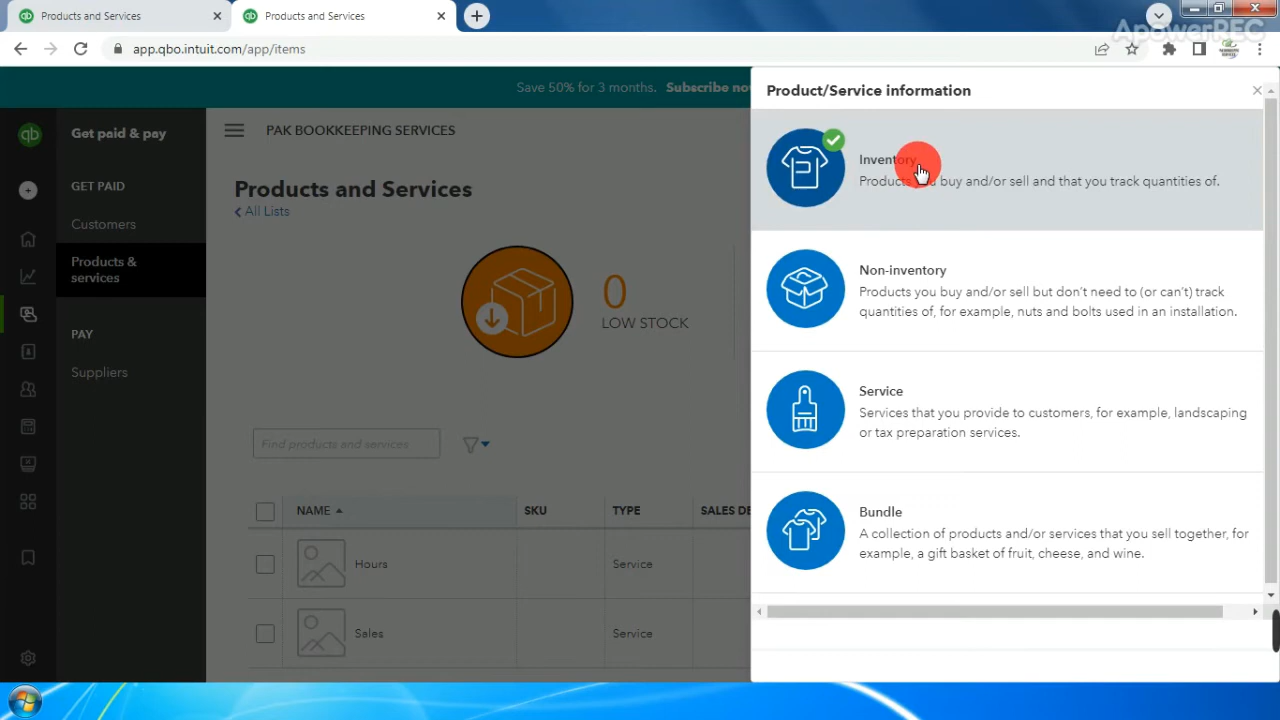 Products and Services
Products and Services
ApowerREC
app.qbo.intuit.com/app/items
Save 50% for 3 months. Subscribe now
Product/Service information
qb
Get paid & pay
PAK BOOKKEEPING SERVICES
GET PAID
Customers
Products &
services
PAY
Suppliers
Products and Services
All Lists
0
LOW STOCK
Find products and services
NAME
SKU
TYPE
SALES DE
Hours
Service
Sales
Service
Inventory
Products you buy and/or sell and that you track quantities of.
Non-inventory
Products you buy and/or sell but don't need to (or can't) track
quantities of, for example, nuts and bolts used in an installation.
Service
Services that you provide to customers, for example, landscaping
or tax preparation services.
Bundle
A collection of products and/or services that you sell together, for
example, a gift basket of fruit, cheese, and wine.